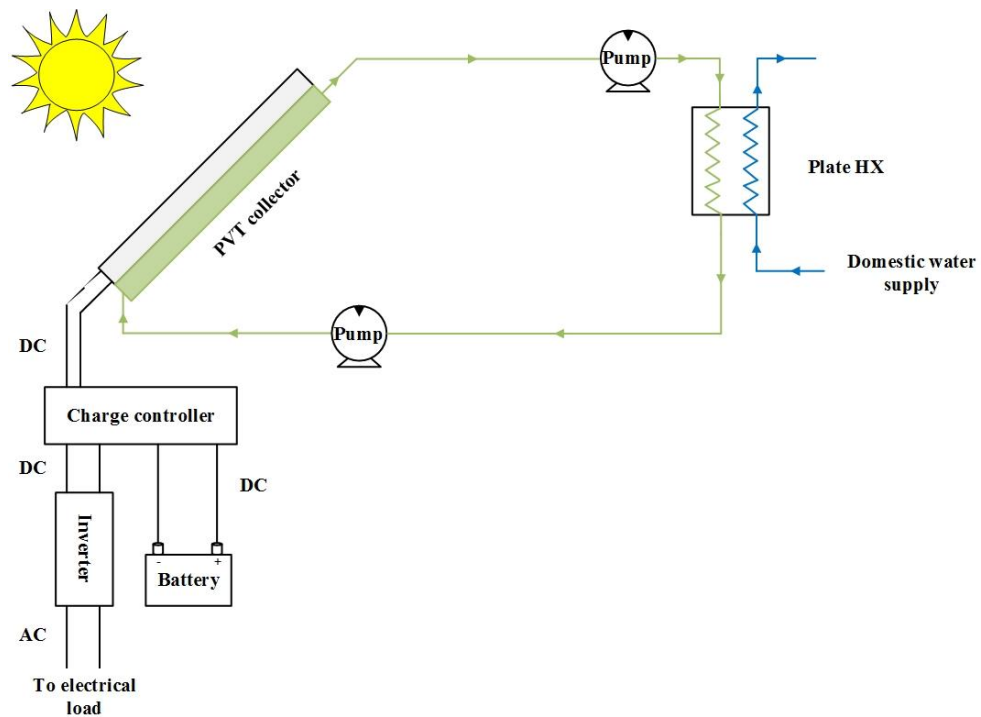 Pump
Plate HX
PVT collector
Domestic water
supply
Pump
DC
Charge controller
DC
DC
Inverter
- +
Battery
AC
To electrical
load